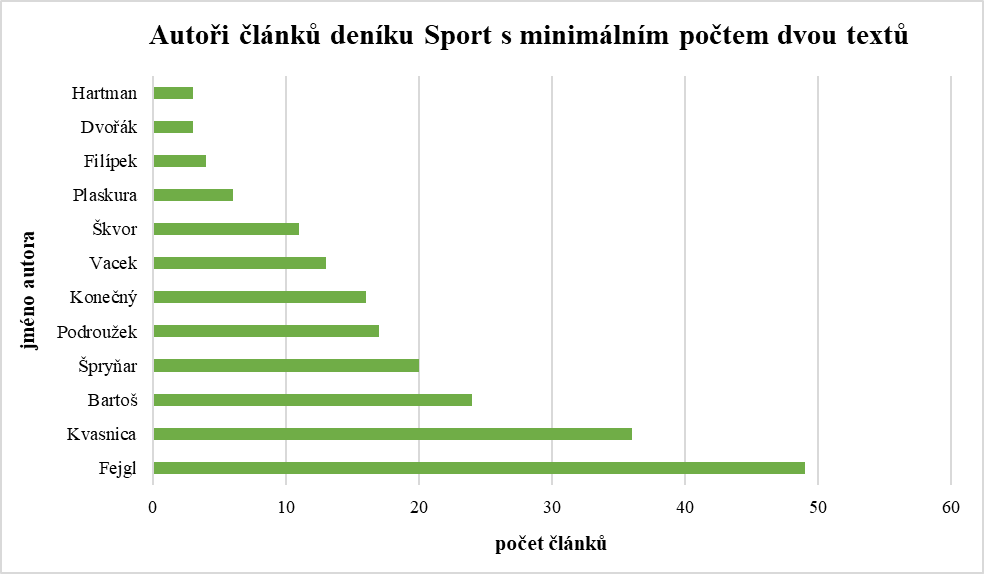 Autoři článků deníku Sport s minimálním počtem dvou textů
jméno autora
Hartman
Dvořák
Filípek
Plaskura
Škvor
Vacek
Konečný
Podroužek
Špryňar
Bartoš
Kvasnica
Fejgl
0 10 20 30 40 50 60
počet článků